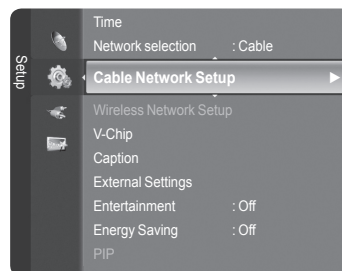 Setup
Time
Network selection : Cable
Cable Network Setup
Wireless Network Setup
V-Chip
Caption
External Settings
Entertainment : Off
Energy Saving : Off
PIP